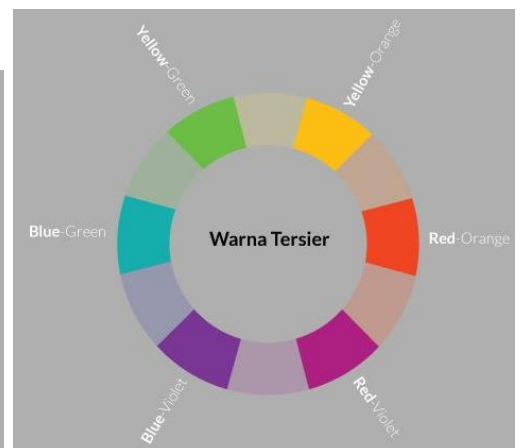 Yellow-Green
Yellow-Orange
Blue-Green
Warna Tersier
Red-Orange
Blue-Violet
Red-Violet